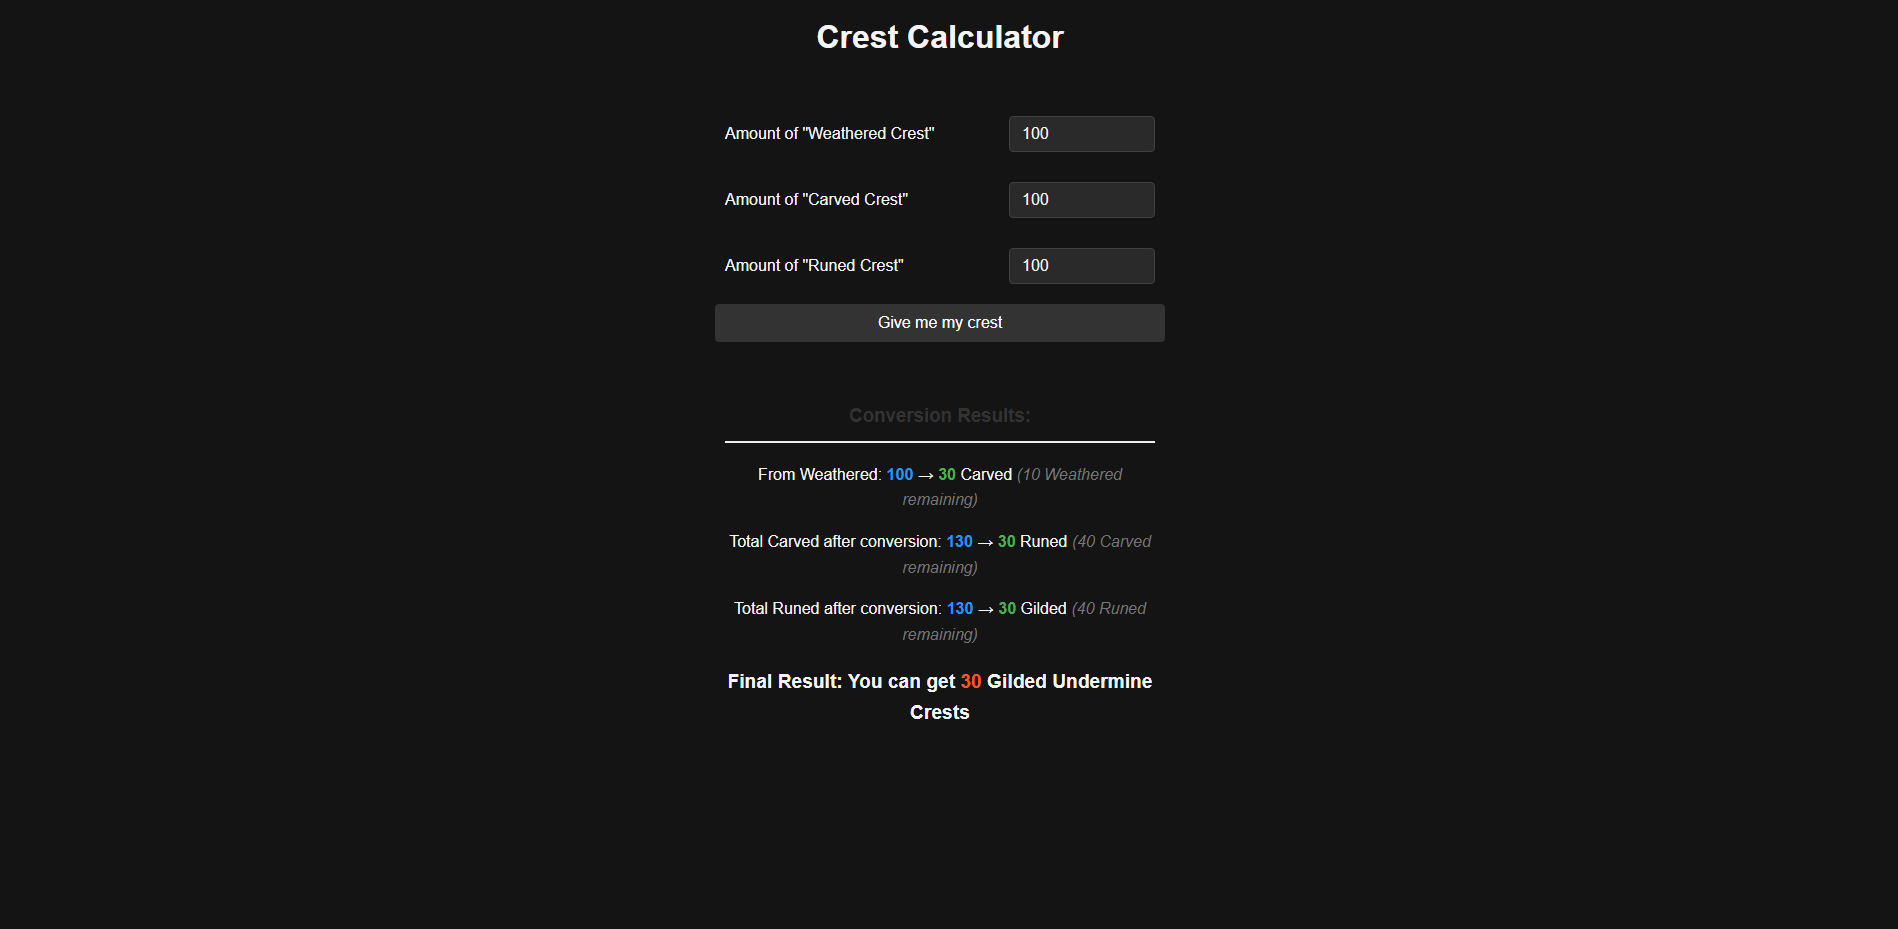 Crest Calculator
Amount of "Weathered Crest"
100
Amount of "Carved Crest"
100
Amount of "Runed Crest"
100
Give me my crest
Conversion Results:
From Weathered: 100 → 30 Carved (10 Weathered
remaining)
Total Carved after conversion: 130 → 30 Runed (40 Carved
remaining)
Total Runed after conversion: 130 → 30 Gilded (40 Runed
remaining)
Final Result: You can get 30 Gilded Undermine
Crests